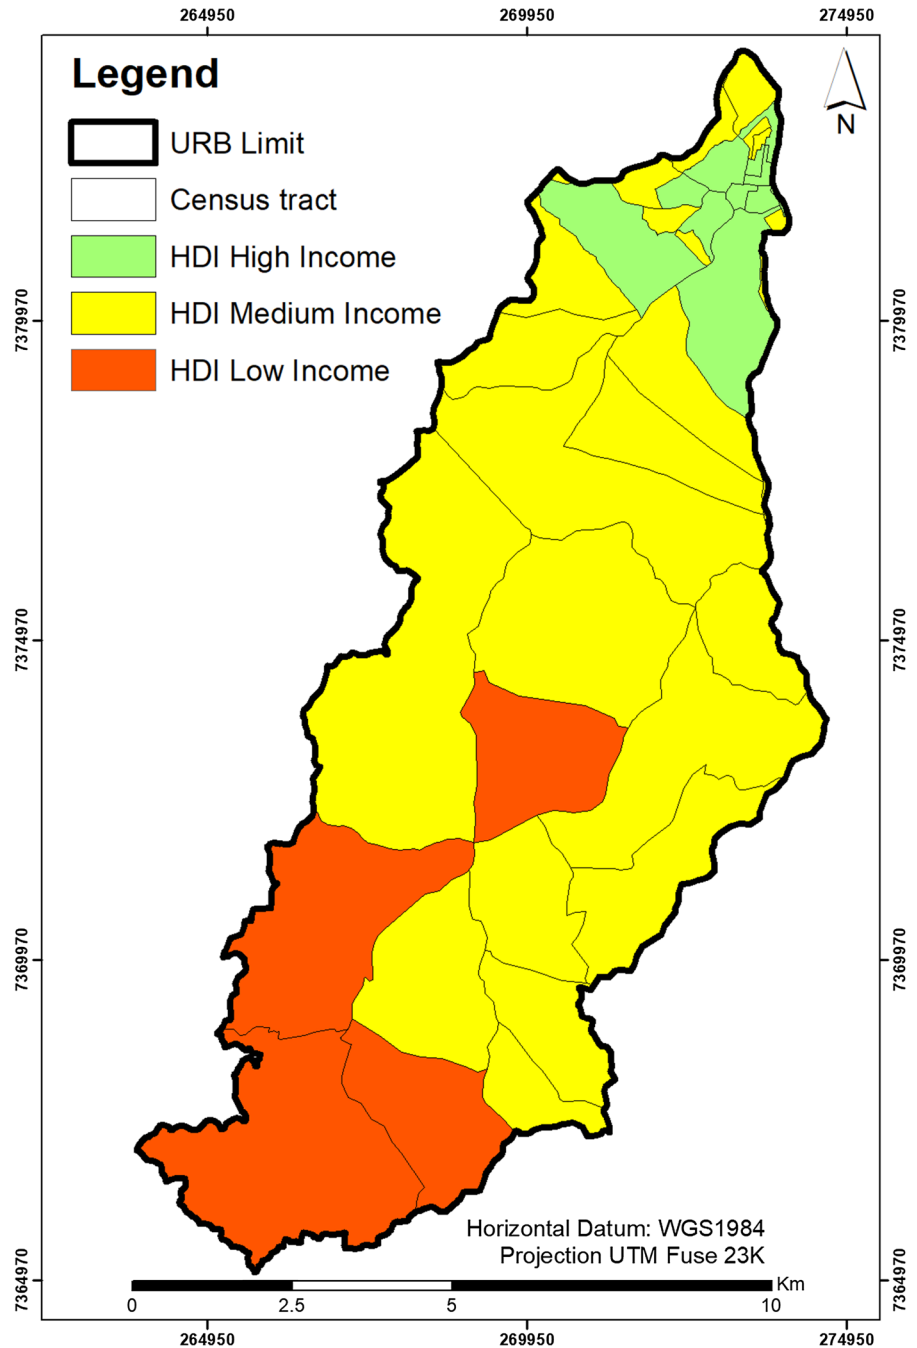 264950
269950
274950
Legend
URB Limit
Census tract
HDI High Income
HDI Medium Income
HDI Low Income
N
7379970
7379970
7374970
7374970
7369970
7369970
7364970
7364970
Horizontal Datum: WGS1984
Projection UTM Fuse 23K
Km
0
2.5
5
10
264950
269950
274950